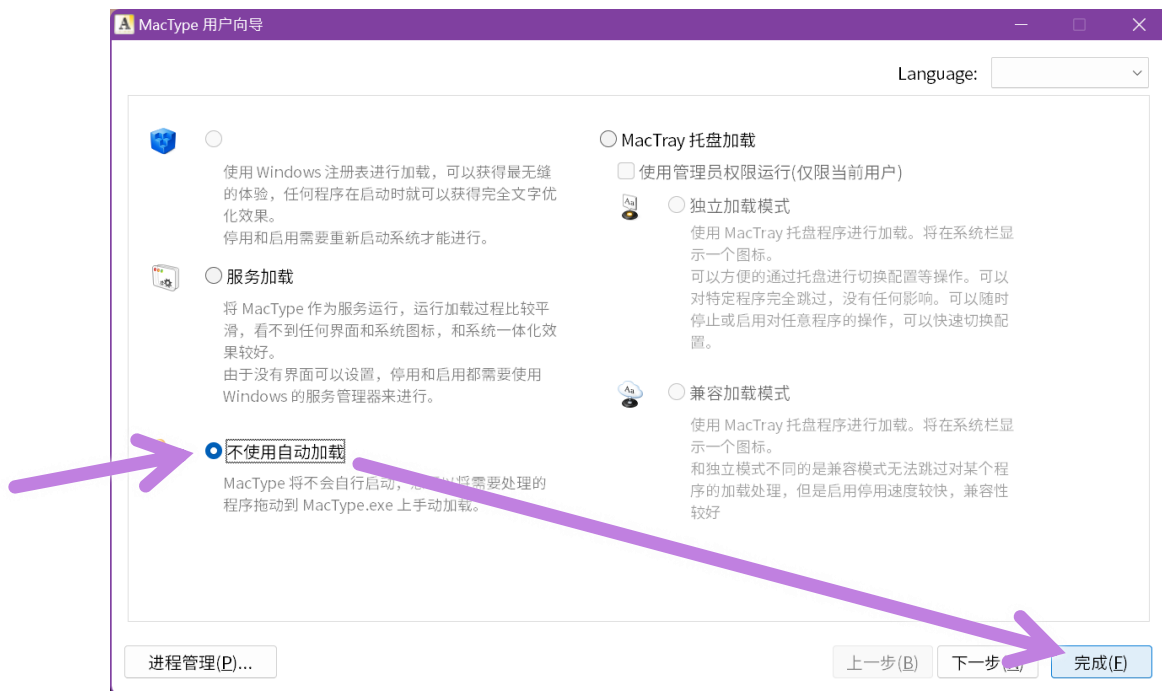 MacType 用户向导
Language:
使用 Windows 注册表进行加载，可以获得最无缝
的体验，任何程序在启动时就可以获得完全文字优
化效果。
停用和启用需要重新启动系统才能进行。
服务加载
将 MacType 作为服务运行，运行加载过程比较平
滑，看不到任何界面和系统图标，和系统一体化效
果较好。
由于没有界面可以设置，停用和启用都需要使用
Windows 的服务管理器来进行。
不使用自动加载
MacType 将不会自行启动，需要处理的
程序拖动到 MacType.exe 上手动加载。
MacTray 托盘加载
使用管理员权限运行(仅限当前用户)
独立加载模式
使用 MacTray 托盘程序进行加载。将在系统栏显
示一个图标。
可以方便的通过托盘进行切换配置等操作。可以
对特定程序完全跳过，没有任何影响。可以随时
停止或启用对任意程序的操作，可以快速切换配
置。
兼容加载模式
使用 MacTray 托盘程序进行加载。将在系统栏显
示一个图标。
和独立模式不同的是兼容模式无法跳过对某个程
序的加载处理，但是启用停用速度较快，兼容性
较好
进程管理(P)...
上一步(B)
下一步
完成(F)